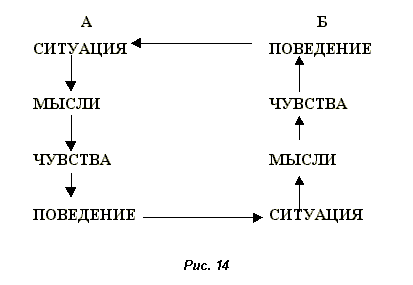 А Б
СИТУАЦИЯ ПОВЕДЕНИЕ
МЫСЛИ ЧУВСТВА
ЧУВСТВА МЫСЛИ
ПОВЕДЕНИЕ СИТУАЦИЯ
Рис. 14